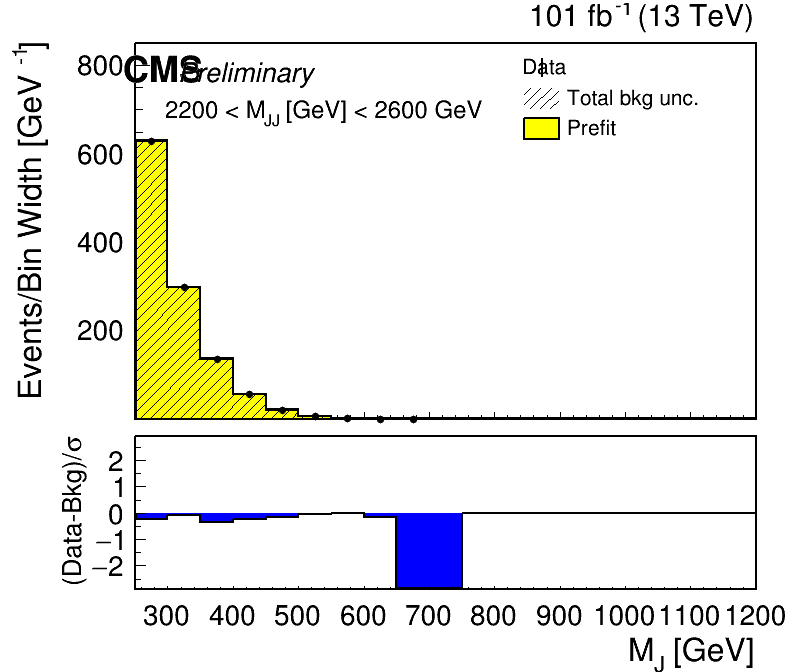 101 fb⁻¹ (13 TeV)
CMS Preliminary
2200 < M_JJ [GeV] < 2600 GeV
Data
Total bkg unc.
Prefit
Events/Bin Width [GeV⁻¹]
800
600
400
200
(Data-Bkg)/σ
2
1
0
−1
−2
300 400 500 600 700 800 900 1000 1100 1200
M_J [GeV]